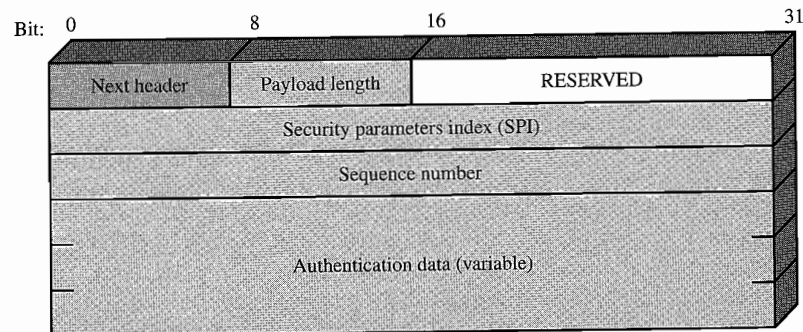 Bit: 0 8 16 31
Next header Payload length RESERVED
Security parameters index (SPI)
Sequence number
Authentication data (variable)